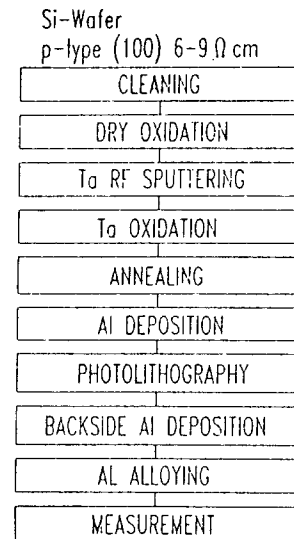 Si-Wafer
p-type (100) 6-9 Ω cm
CLEANING
DRY OXIDATION
Ta RF SPUTTERING
Ta OXIDATION
ANNEALING
Al DEPOSITION
PHOTOLITHOGRAPHY
BACKSIDE Al DEPOSITION
AL ALLOYING
MEASUREMENT